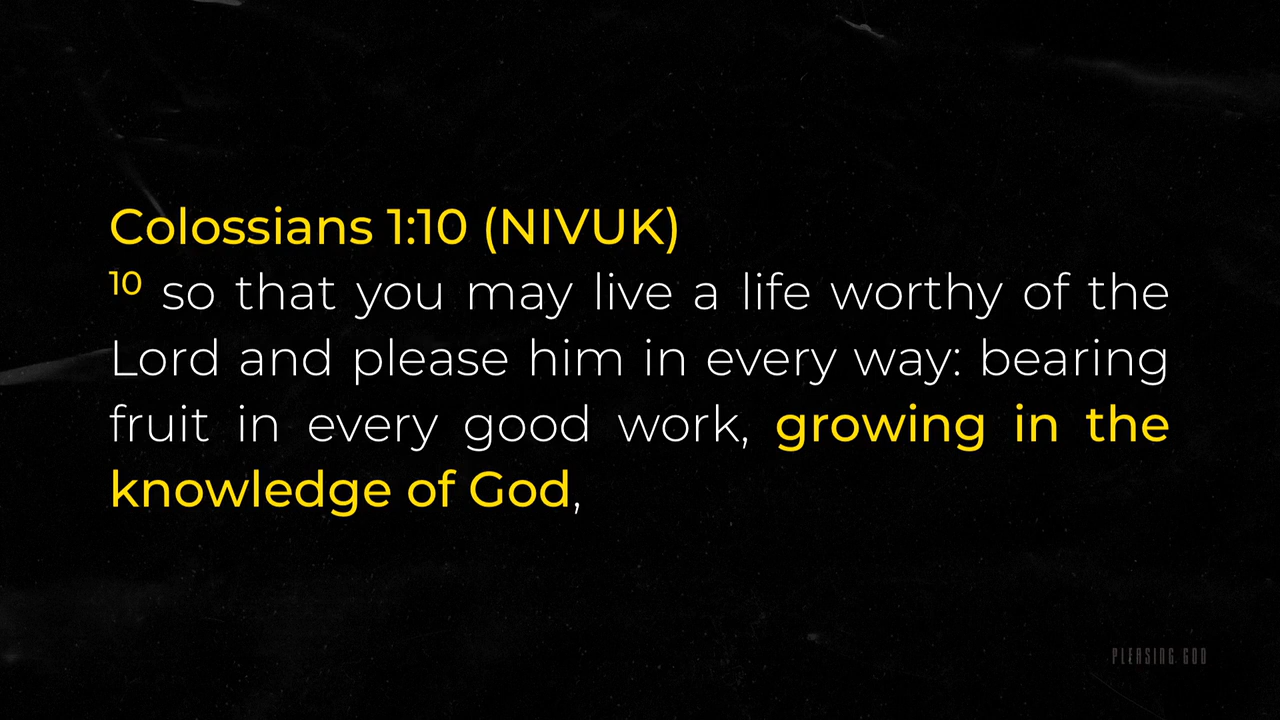 Colossians 1:10 (NIVUK)
10 so that you may live a life worthy of the
Lord and please him in every way: bearing
fruit in every good work, growing in the
knowledge of God,
PLEASING GOD